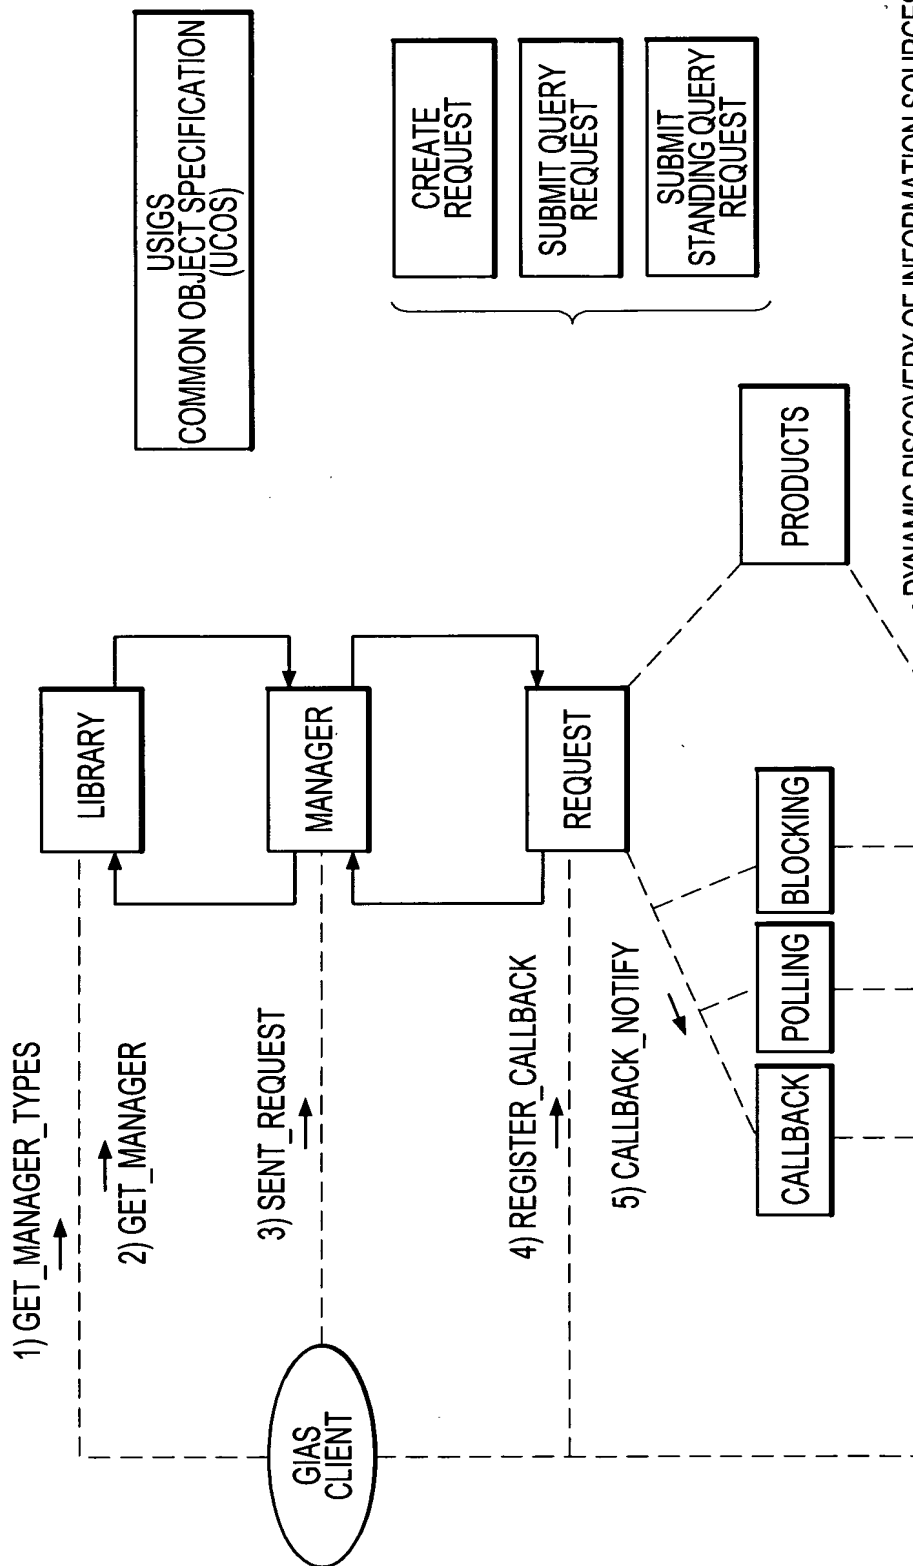 1) GET_MANAGER_TYPES
2) GET_MANAGER
LIBRARY
USIGS
COMMON OBJECT SPECIFICATION
(UCOS)
GIAS
CLIENT
3) SENT_REQUEST
MANAGER
4) REGISTER_CALLBACK
REQUEST
CREATE
REQUEST
SUBMIT QUERY
REQUEST
SUBMIT
STANDING QUERY
REQUEST
5) CALLBACK_NOTIFY
CALLBACK
POLLING
BLOCKING
PRODUCTS
DYNAMIC DISCOVERY OF INFORMATION SOURCES